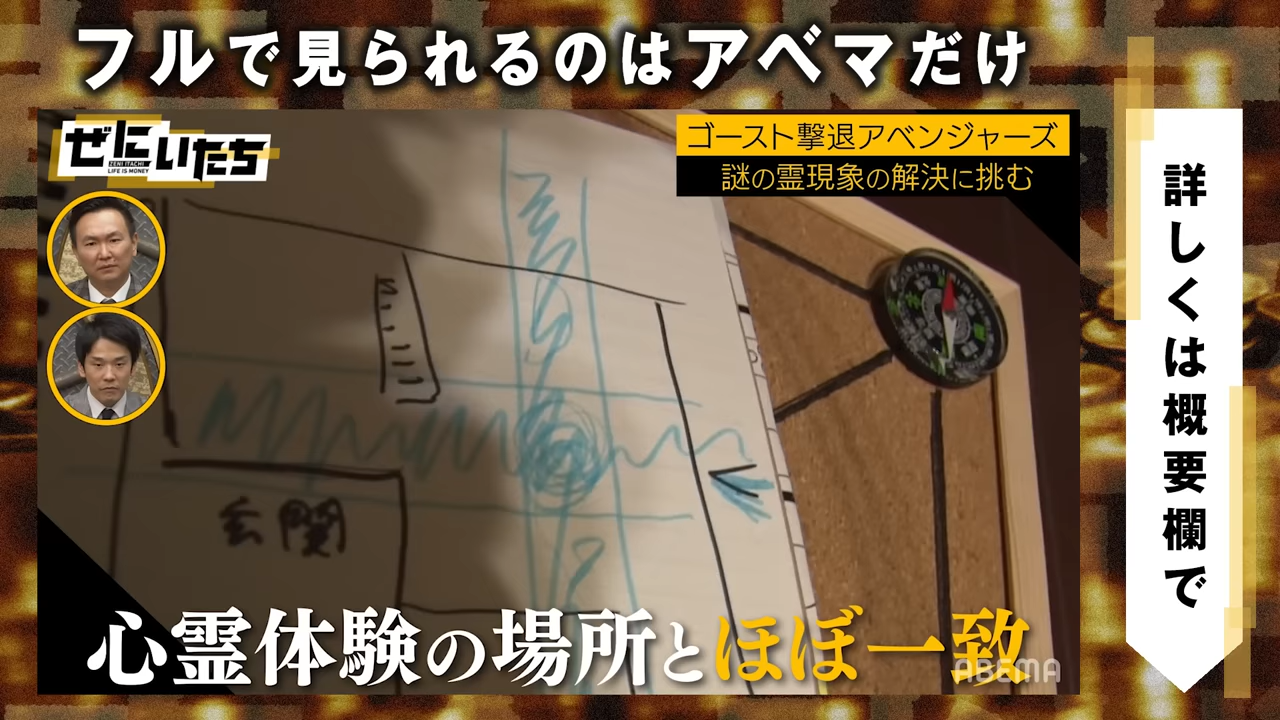 フルで見られるのはアベマだけ
ぜにいたち
ZENI ITACHI
LIFE IS MONEY
ゴースト撃退アベンジャーズ
謎の霊現象の解決に挑む
詳しくは概要欄で
玄関
心霊体験の場所とほぼ一致
ABEMA